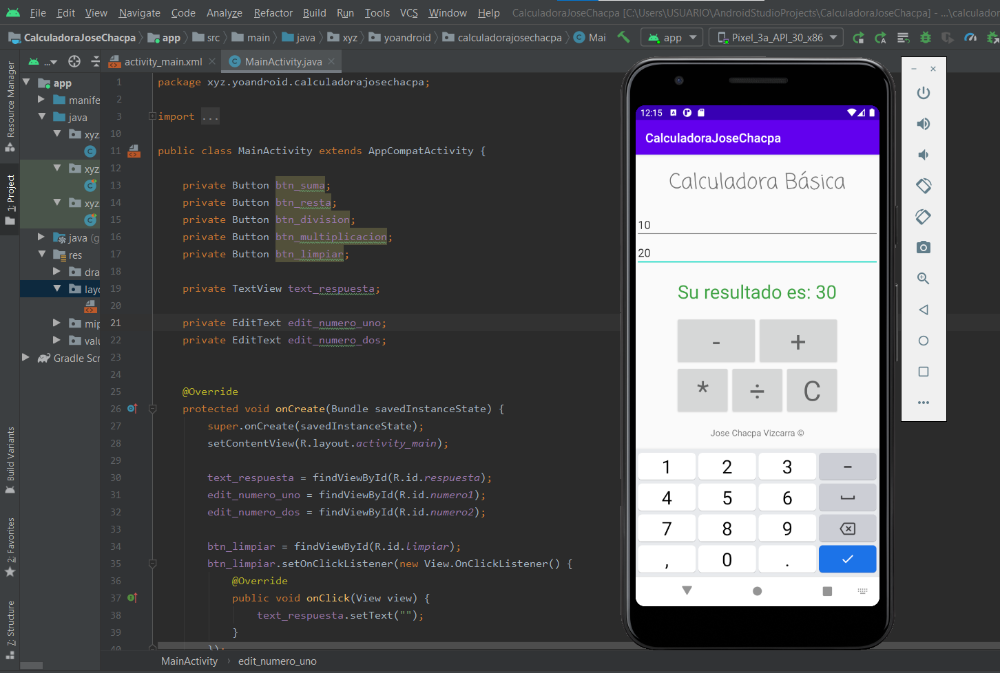 File Edit View Navigate Code Analyze Refactor Build Run Tools VCS Window Help CalculadoraJoseChacpa [C:\Users\USUARIO\AndroidStudioProjects\CalculadoraJoseChacpa] - ...\calculador
CalculadoraJoseChacpa app src main java xyz yoandroid calculadorajosechacpa Mai app Pixel_3a_API_30_x86
... activity_main.xml MainActivity.java
Resource Manager
1: Project
Build Variants
2: Favorites
7: Structure
app
manife
java
xyz
xyz
xyz
java (g
res
dra
layo
mip
valu
Gradle Scr
1 package xyz.yoandroid.calculadorajosechacpa;
2
3 import ...
10
11 public class MainActivity extends AppCompatActivity {
12
13 private Button btn_suma;
14 private Button btn_resta;
15 private Button btn_division;
16 private Button btn_multiplicacion;
17 private Button btn_limpiar;
18
19 private TextView text_respuesta;
20
21 private EditText edit_numero_uno;
22 private EditText edit_numero_dos;
23
24
25 @Override
26 protected void onCreate(Bundle savedInstanceState) {
27 super.onCreate(savedInstanceState);
28 setContentView(R.layout.activity_main);
29
30 text_respuesta = findViewById(R.id.respuesta);
31 edit_numero_uno = findViewById(R.id.numero1);
32 edit_numero_dos = findViewById(R.id.numero2);
33
34 btn_limpiar = findViewById(R.id.limpiar);
35 btn_limpiar.setOnClickListener(new View.OnClickListener() {
36 @Override
37 public void onClick(View view) {
38 text_respuesta.setText("");
39 }
40 });
MainActivity edit_numero_uno
12:15
CalculadoraJoseChacpa
Calculadora Básica
10
20
Su resultado es: 30
- +
* ÷ C
Jose Chacpa Vizcarra ©
1 2 3 −
4 5 6
7 8 9
, 0 .